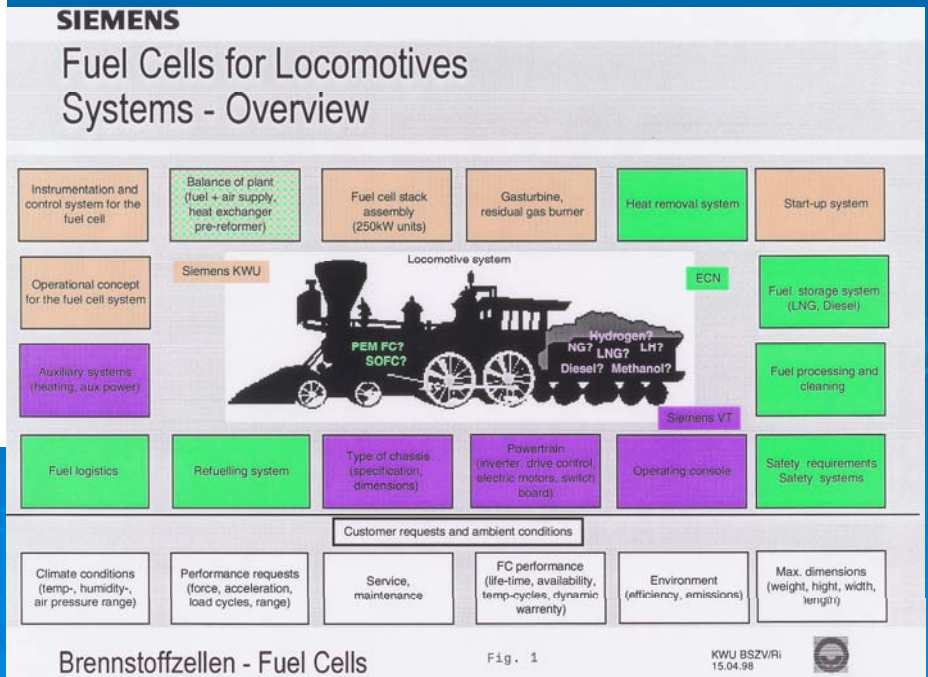 SIEMENS
Fuel Cells for Locomotives
Systems - Overview
Instrumentation and
control system for the
fuel cell
Balance of plant
(fuel + air supply,
heat exchanger
pre-reformer)
Fuel cell stack
assembly
(250kW units)
Gasturbine,
residual gas burner
Heat removal system
Start-up system
Operational concept
for the fuel cell system
Siemens KWU
Locomotive system
ECN
Fuel storage system
(LNG, Diesel)
PEM FC?
SOFC?
Hydrogen?
NG? LNG? LH?
Diesel? Methanol?
Auxiliary systems
(heating, aux power)
Fuel processing and
cleaning
Siemens VT
Fuel logistics
Refuelling system
Type of chassis
(specification,
dimensions)
Powertrain
(inverter, drive control,
electric motors, switch
board)
Operating console
Safety requirements
Safety systems
Customer requests and ambient conditions
Climate conditions
(temp-, humidity-,
air pressure range)
Performance requests
(force, acceleration,
load cycles, range)
Service,
maintenance
FC performance
(life-time, availability,
temp-cycles, dynamic
warrenty)
Environment
(efficiency, emissions)
Max. dimensions
(weight, hight, width,
length)
Brennstoffzellen - Fuel Cells
Fig. 1
KWU BSZV/Ri
15.04.98